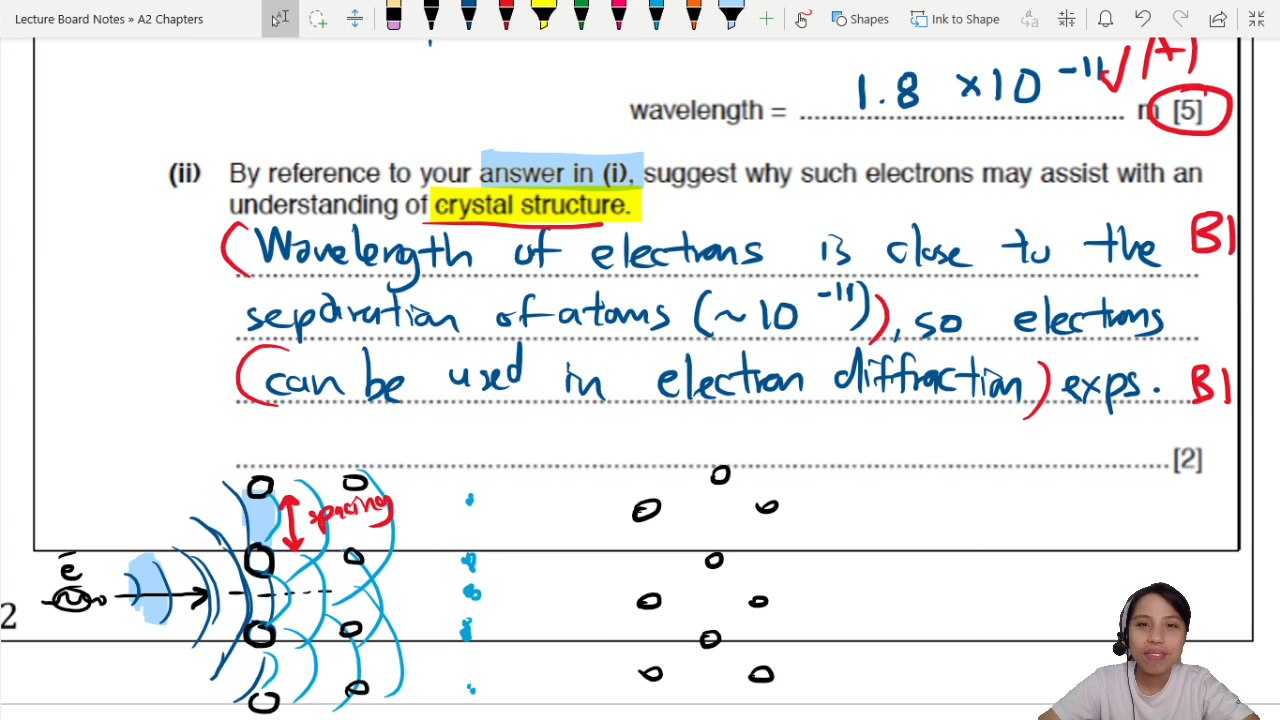 Lecture Board Notes » A2 Chapters
Shapes
Ink to Shape
1.8 × 10⁻¹¹ ✓ (A1
wavelength = .................... m [5]
(ii) By reference to your answer in (i), suggest why such electrons may assist with an
understanding of crystal structure.
(Wavelength of electrons is close to the B1
separation of atoms (~10⁻¹¹)), so electrons
(can be used in electron diffraction) exps. B1
[2]
spacing
e⁻
2